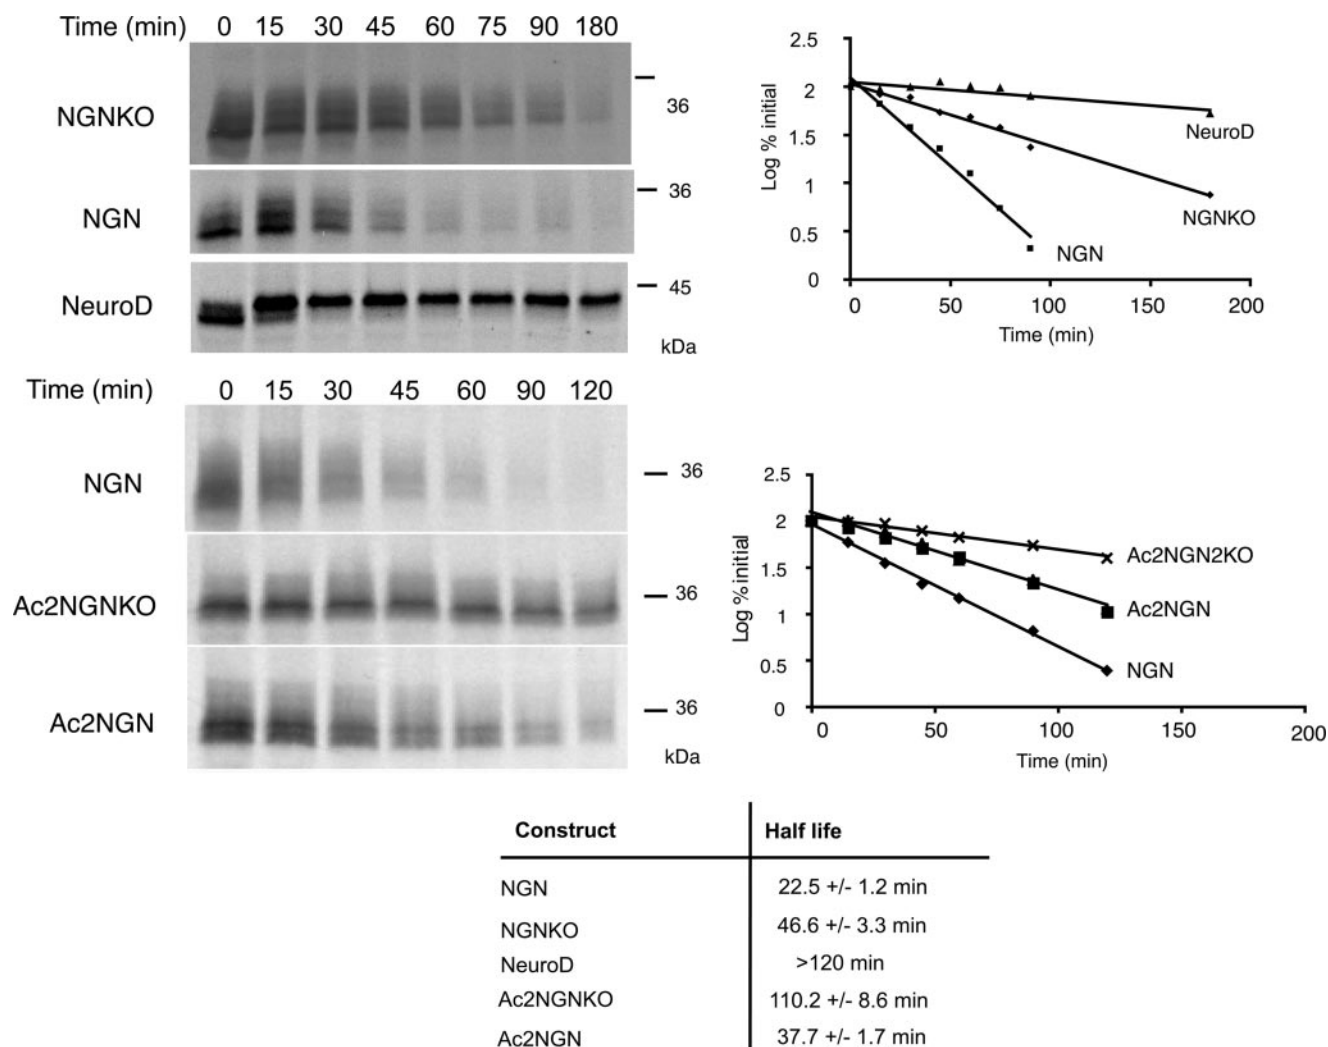 Time (min) 0 15 30 45 60 75 90 180
NGNKO
36
NGN
36
NeuroD
45
kDa
2.5
2
1.5
1
0.5
0
Log % initial
NeuroD
NGNKO
NGN
0 50 100 150 200
Time (min)
Time (min) 0 15 30 45 60 90 120
NGN
36
Ac2NGNKO
36
Ac2NGN
36
kDa
2.5
2
1.5
1
0.5
0
Log % initial
Ac2NGN2KO
Ac2NGN
NGN
0 50 100 150 200
Time (min)
Construct Half life
NGN 22.5 +/- 1.2 min
NGNKO 46.6 +/- 3.3 min
NeuroD >120 min
Ac2NGNKO 110.2 +/- 8.6 min
Ac2NGN 37.7 +/- 1.7 min